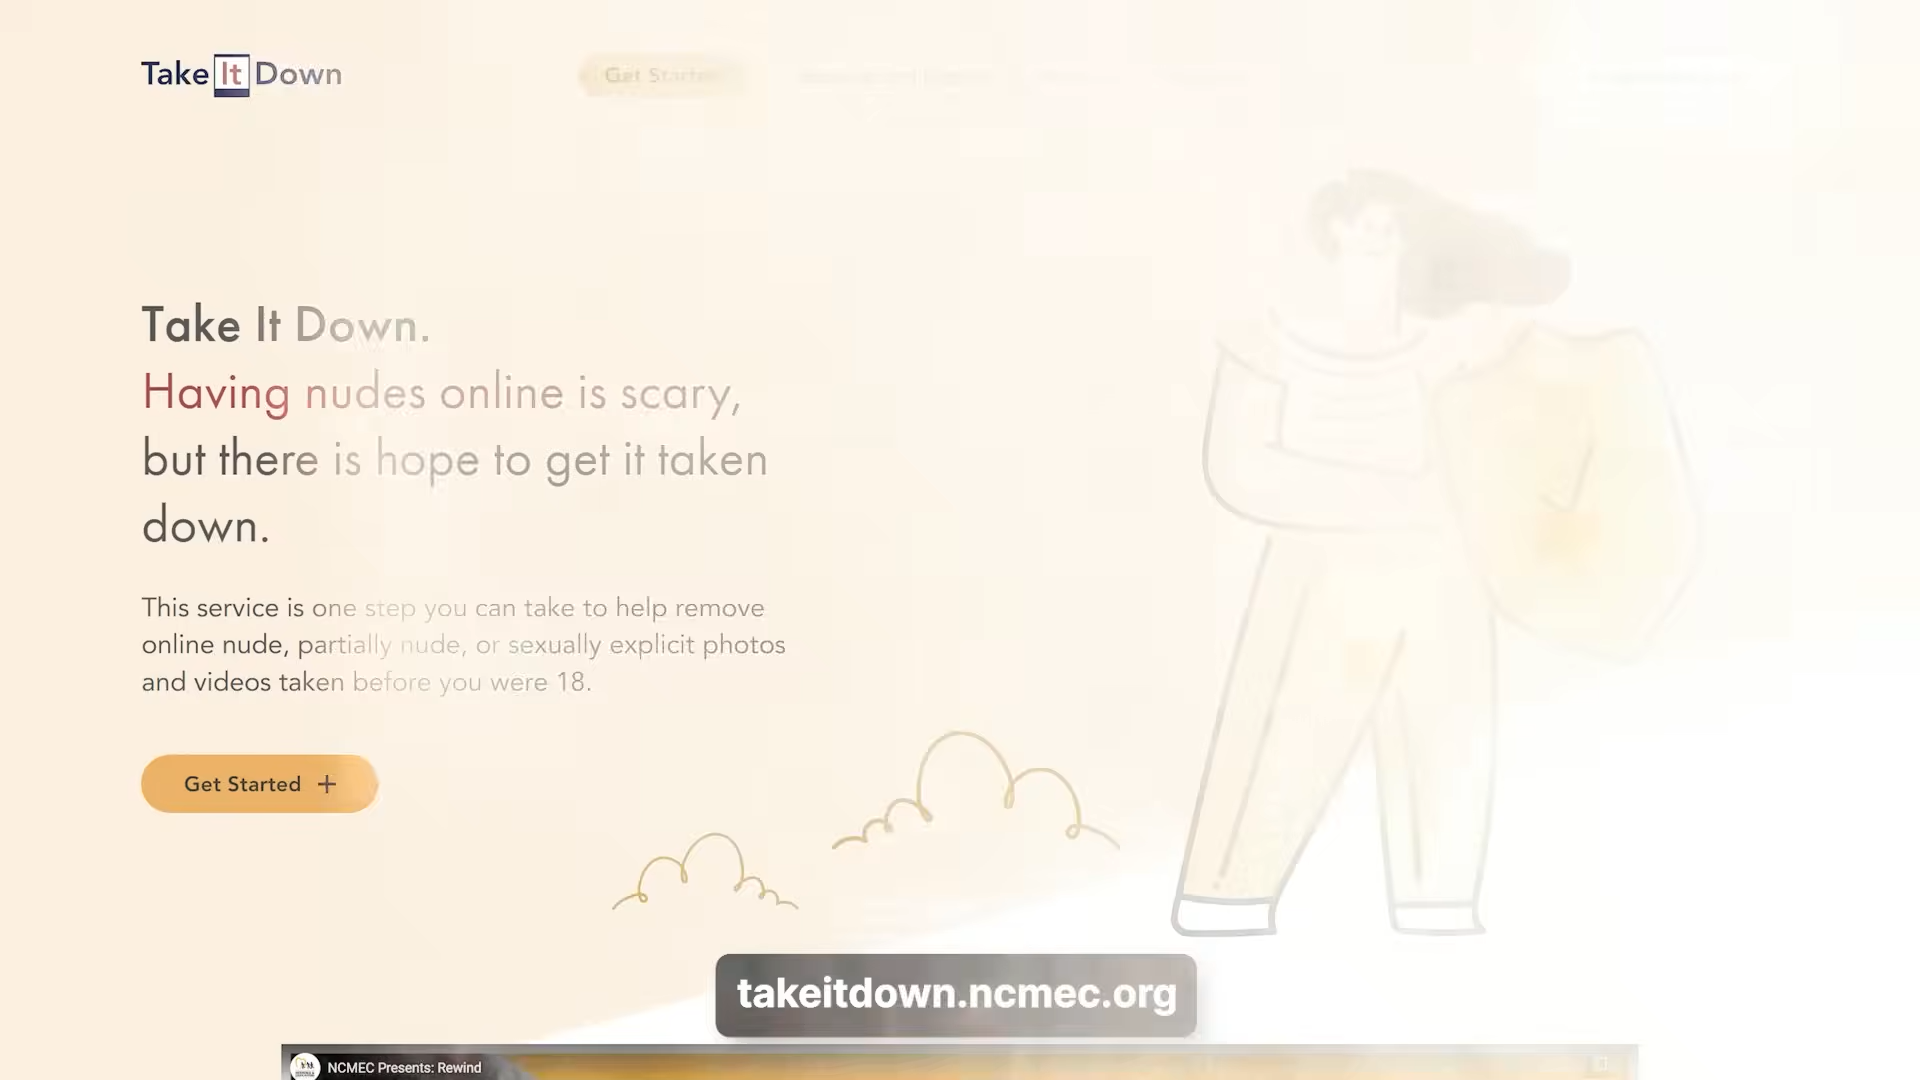 Take It Down
Get Started
Take It Down.
Having nudes online is scary,
but there is hope to get it taken
down.
This service is one step you can take to help remove
online nude, partially nude, or sexually explicit photos
and videos taken before you were 18.
Get Started +
takeitdown.ncmec.org
NCMEC Presents: Rewind